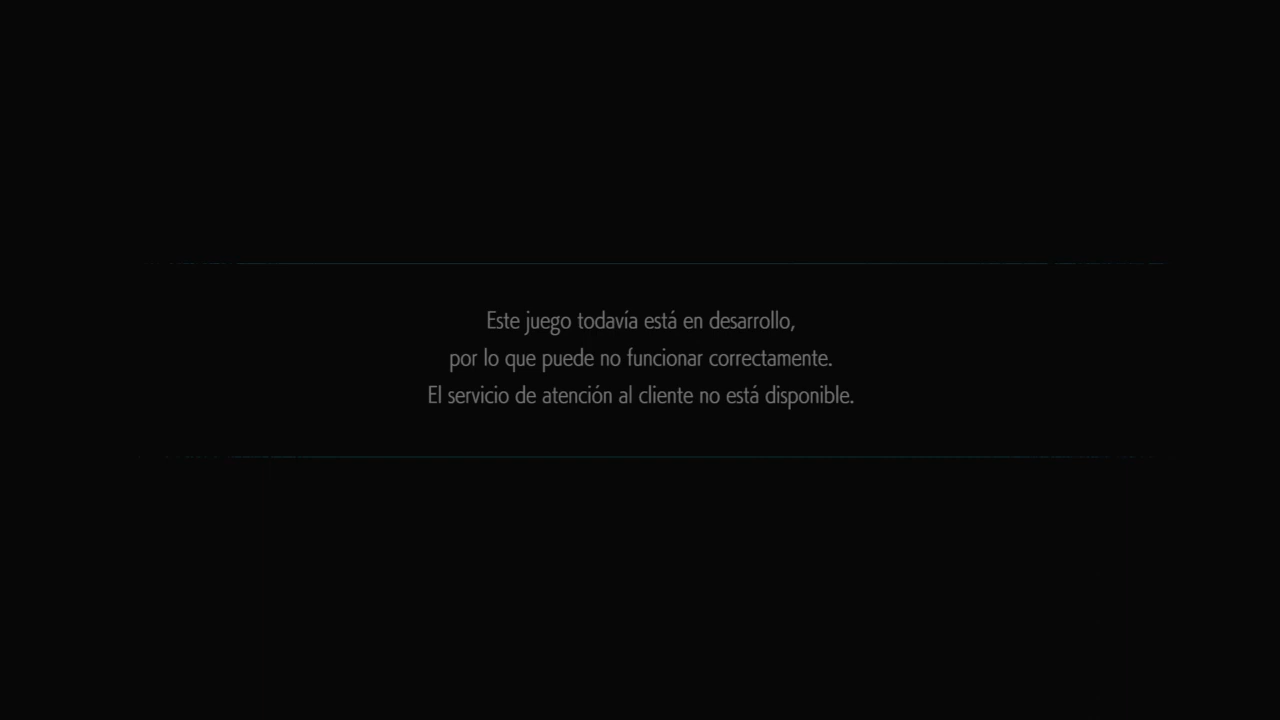 Este juego todavía está en desarrollo,
por lo que puede no funcionar correctamente.
El servicio de atención al cliente no está disponible.